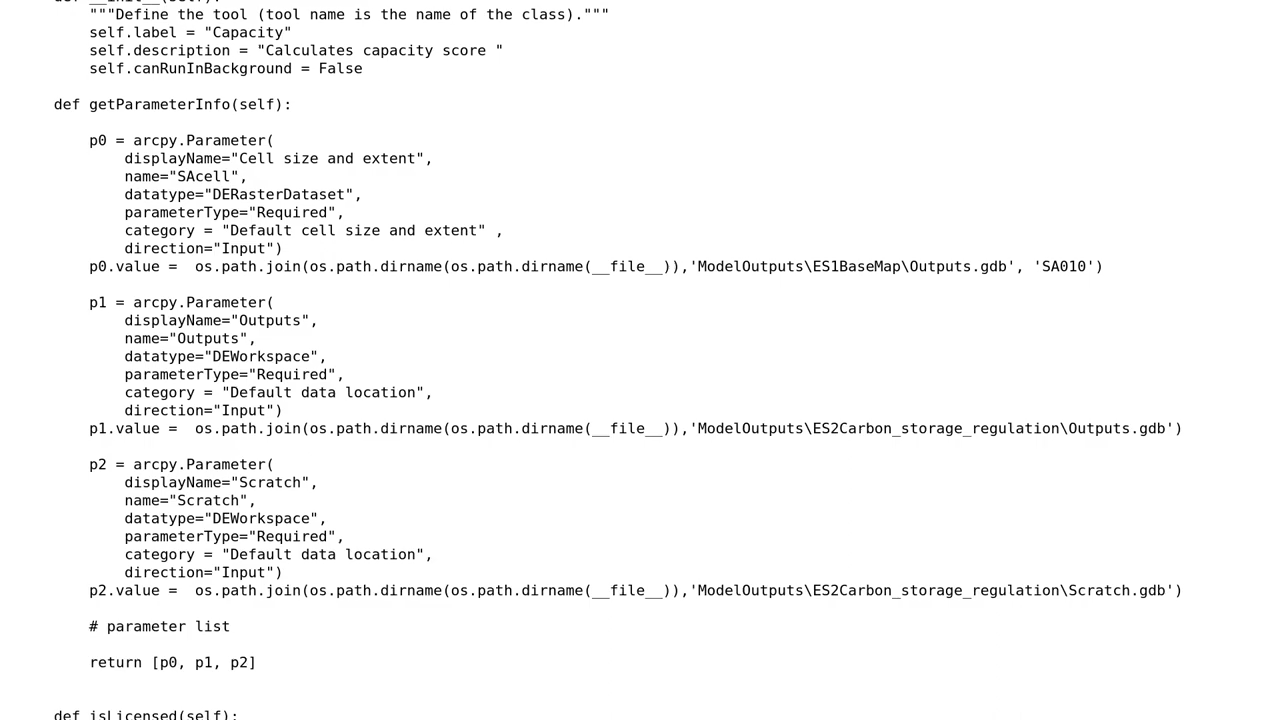 def __init__(self):
"""Define the tool (tool name is the name of the class)."""
self.label = "Capacity"
self.description = "Calculates capacity score "
self.canRunInBackground = False
def getParameterInfo(self):
p0 = arcpy.Parameter(
displayName="Cell size and extent",
name="SAcell",
datatype="DERasterDataset",
parameterType="Required",
category = "Default cell size and extent" ,
direction="Input")
p0.value =  os.path.join(os.path.dirname(os.path.dirname(__file__)),'ModelOutputs\ES1BaseMap\Outputs.gdb', 'SA010')
p1 = arcpy.Parameter(
displayName="Outputs",
name="Outputs",
datatype="DEWorkspace",
parameterType="Required",
category = "Default data location",
direction="Input")
p1.value =  os.path.join(os.path.dirname(os.path.dirname(__file__)),'ModelOutputs\ES2Carbon_storage_regulation\Outputs.gdb')
p2 = arcpy.Parameter(
displayName="Scratch",
name="Scratch",
datatype="DEWorkspace",
parameterType="Required",
category = "Default data location",
direction="Input")
p2.value =  os.path.join(os.path.dirname(os.path.dirname(__file__)),'ModelOutputs\ES2Carbon_storage_regulation\Scratch.gdb')
# parameter list
return [p0, p1, p2]
def isLicensed(self):